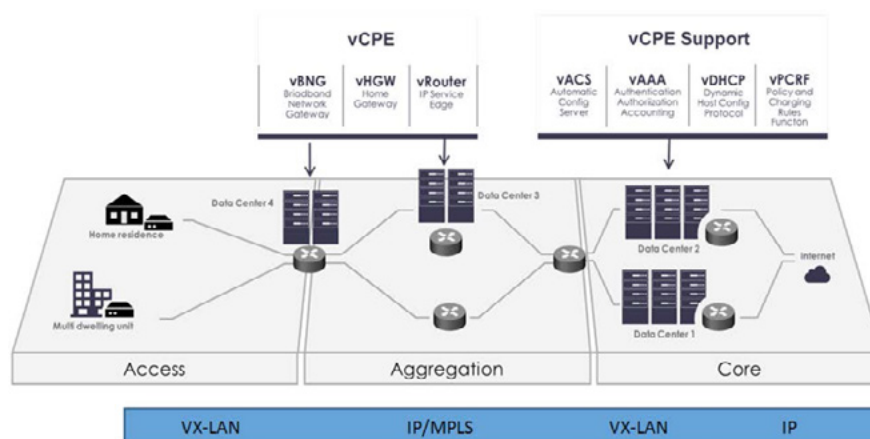 vCPE
vBNG
Briadband
Network
Gateway
vHGW
Home
Gateway
vRouter
IP Service
Edge
vCPE Support
vACS
Automatic
Config
Server
vAAA
Authentication
Authoriization
Accounting
vDHCP
Dynamic
Host Config
Protocol
vPCRF
Policy and
Charging
Rules
Functon
Home residence
Multi dwelling unit
Data Center 4
Data Center 3
Data Center 2
Data Center 1
Internet
Access
Aggregation
Core
VX-LAN
IP/MPLS
VX-LAN
IP